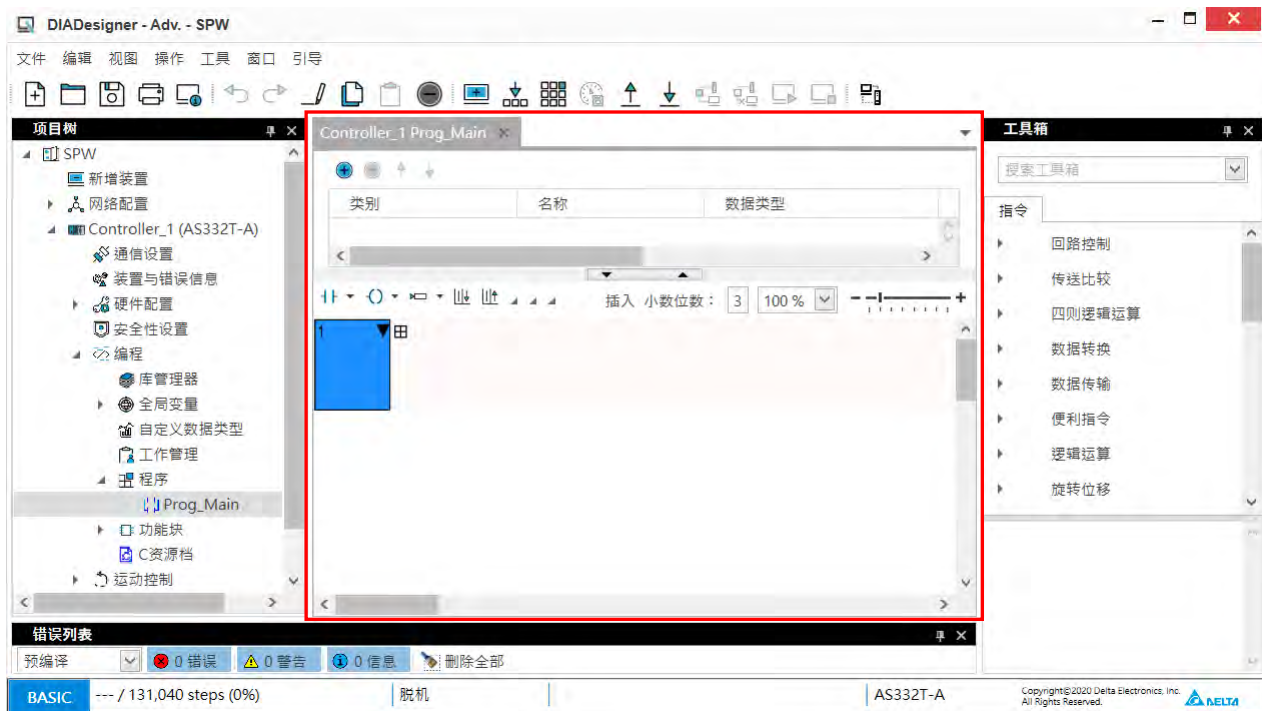 DIADesigner - Adv. - SPW
文件 编辑 视图 操作 工具 窗口 引导
项目树
SPW
新增装置
网络配置
Controller_1 (AS332T-A)
通信设置
装置与错误信息
硬件配置
安全性设置
编程
库管理器
全局变量
自定义数据类型
工作管理
程序
Prog_Main
功能块
C资源档
运动控制
Controller_1 Prog_Main
类别 名称 数据类型
插入 小数位数： 3 100 %
1
工具箱
搜索工具箱
指令
回路控制
传送比较
四则逻辑运算
数据转换
数据传输
便利指令
逻辑运算
旋转位移
错误列表
预编译 0 错误 0 警告 0 信息 删除全部
BASIC --- / 131,040 steps (0%) 脱机 AS332T-A
Copyright©2020 Delta Electronics, Inc.
All Rights Reserved.
DELTA